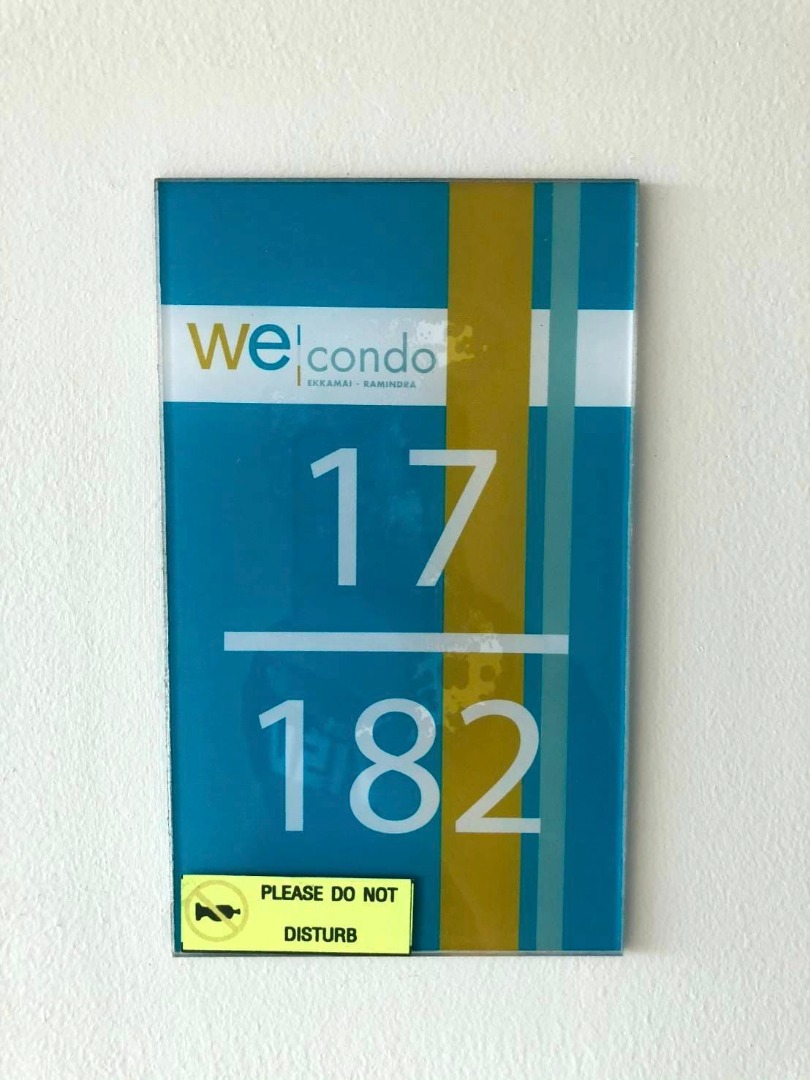 we condo
EKKAMAI - RAMINDRA
17
182
PLEASE DO NOT
DISTURB